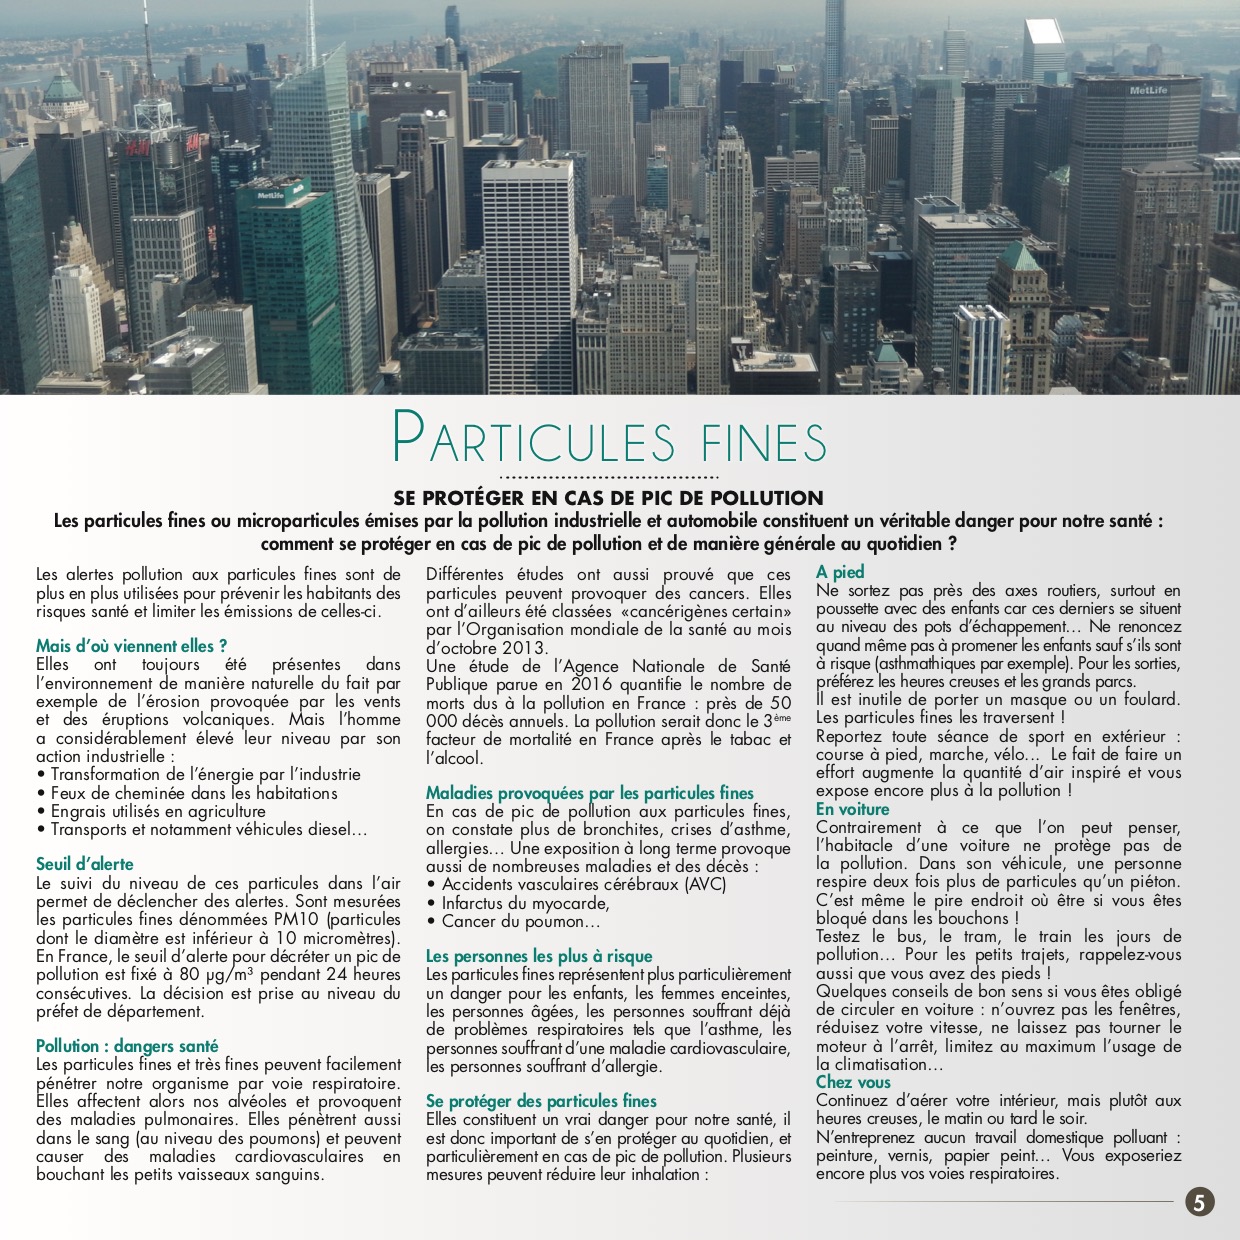 MetLife
H&M
MetLife
PARTICULES FINES
SE PROTÉGER EN CAS DE PIC DE POLLUTION
Les particules fines ou microparticules émises par la pollution industrielle et automobile constituent un véritable danger pour notre santé :
comment se protéger en cas de pic de pollution et de manière générale au quotidien ?
Les alertes pollution aux particules fines sont de
plus en plus utilisées pour prévenir les habitants des
risques santé et limiter les émissions de celles-ci.
Mais d'où viennent elles ?
Elles ont toujours été présentes dans
l'environnement de manière naturelle du fait par
exemple de l'érosion provoquée par les vents
et des éruptions volcaniques. Mais l'homme
a considérablement élevé leur niveau par son
action industrielle :
• Transformation de l'énergie par l'industrie
• Feux de cheminée dans les habitations
• Engrais utilisés en agriculture
• Transports et notamment véhicules diesel…
Seuil d'alerte
Le suivi du niveau de ces particules dans l'air
permet de déclencher des alertes. Sont mesurées
les particules fines dénommées PM10 (particules
dont le diamètre est inférieur à 10 micromètres).
En France, le seuil d'alerte pour décréter un pic de
pollution est fixé à 80 µg/m³ pendant 24 heures
consécutives. La décision est prise au niveau du
préfet de département.
Pollution : dangers santé
Les particules fines et très fines peuvent facilement
pénétrer notre organisme par voie respiratoire.
Elles affectent alors nos alvéoles et provoquent
des maladies pulmonaires. Elles pénètrent aussi
dans le sang (au niveau des poumons) et peuvent
causer des maladies cardiovasculaires en
bouchant les petits vaisseaux sanguins.
Différentes études ont aussi prouvé que ces
particules peuvent provoquer des cancers. Elles
ont d'ailleurs été classées «cancérigènes certain»
par l'Organisation mondiale de la santé au mois
d'octobre 2013.
Une étude de l'Agence Nationale de Santé
Publique parue en 2016 quantifie le nombre de
morts dus à la pollution en France : près de 50
000 décès annuels. La pollution serait donc le 3ème
facteur de mortalité en France après le tabac et
l'alcool.
Maladies provoquées par les particules fines
En cas de pic de pollution aux particules fines,
on constate plus de bronchites, crises d'asthme,
allergies… Une exposition à long terme provoque
aussi de nombreuses maladies et des décès :
• Accidents vasculaires cérébraux (AVC)
• Infarctus du myocarde,
• Cancer du poumon…
Les personnes les plus à risque
Les particules fines représentent plus particulièrement
un danger pour les enfants, les femmes enceintes,
les personnes âgées, les personnes souffrant déjà
de problèmes respiratoires tels que l'asthme, les
personnes souffrant d'une maladie cardiovasculaire,
les personnes souffrant d'allergie.
Se protéger des particules fines
Elles constituent un vrai danger pour notre santé, il
est donc important de s'en protéger au quotidien, et
particulièrement en cas de pic de pollution. Plusieurs
mesures peuvent réduire leur inhalation :
A pied
Ne sortez pas près des axes routiers, surtout en
poussette avec des enfants car ces derniers se situent
au niveau des pots d'échappement… Ne renoncez
quand même pas à promener les enfants sauf s'ils sont
à risque (asthmathiques par exemple). Pour les sorties,
préférez les heures creuses et les grands parcs.
Il est inutile de porter un masque ou un foulard.
Les particules fines les traversent !
Reportez toute séance de sport en extérieur :
course à pied, marche, vélo… Le fait de faire un
effort augmente la quantité d'air inspiré et vous
expose encore plus à la pollution !
En voiture
Contrairement à ce que l'on peut penser,
l'habitacle d'une voiture ne protège pas de
la pollution. Dans son véhicule, une personne
respire deux fois plus de particules qu'un piéton.
C'est même le pire endroit où être si vous êtes
bloqué dans les bouchons !
Testez le bus, le tram, le train les jours de
pollution… Pour les petits trajets, rappelez-vous
aussi que vous avez des pieds !
Quelques conseils de bon sens si vous êtes obligé
de circuler en voiture : n'ouvrez pas les fenêtres,
réduisez votre vitesse, ne laissez pas tourner le
moteur à l'arrêt, limitez au maximum l'usage de
la climatisation…
Chez vous
Continuez d'aérer votre intérieur, mais plutôt aux
heures creuses, le matin ou tard le soir.
N'entreprenez aucun travail domestique polluant :
peinture, vernis, papier peint… Vous exposeriez
encore plus vos voies respiratoires.
5